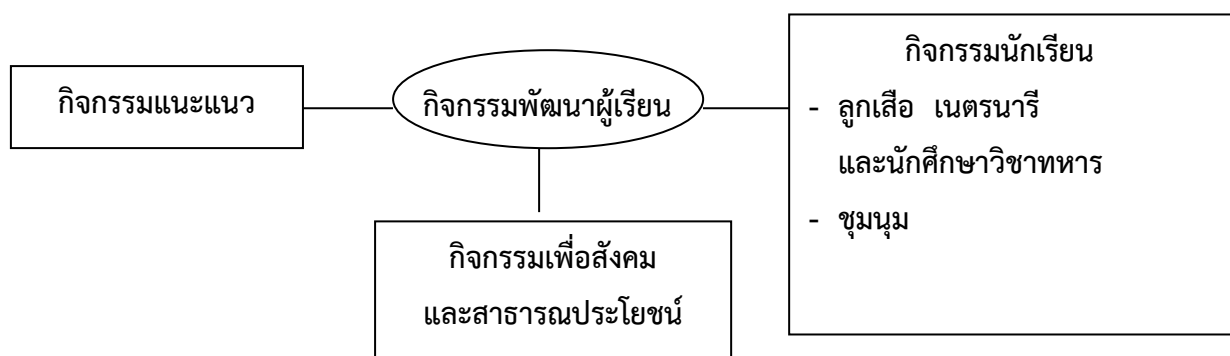 กิจกรรมแนะแนว
กิจกรรมพัฒนาผู้เรียน
กิจกรรมนักเรียน
- ลูกเสือ เนตรนารี
และนักศึกษาวิชาทหาร
- ชุมนุม
กิจกรรมเพื่อสังคม
และสาธารณประโยชน์